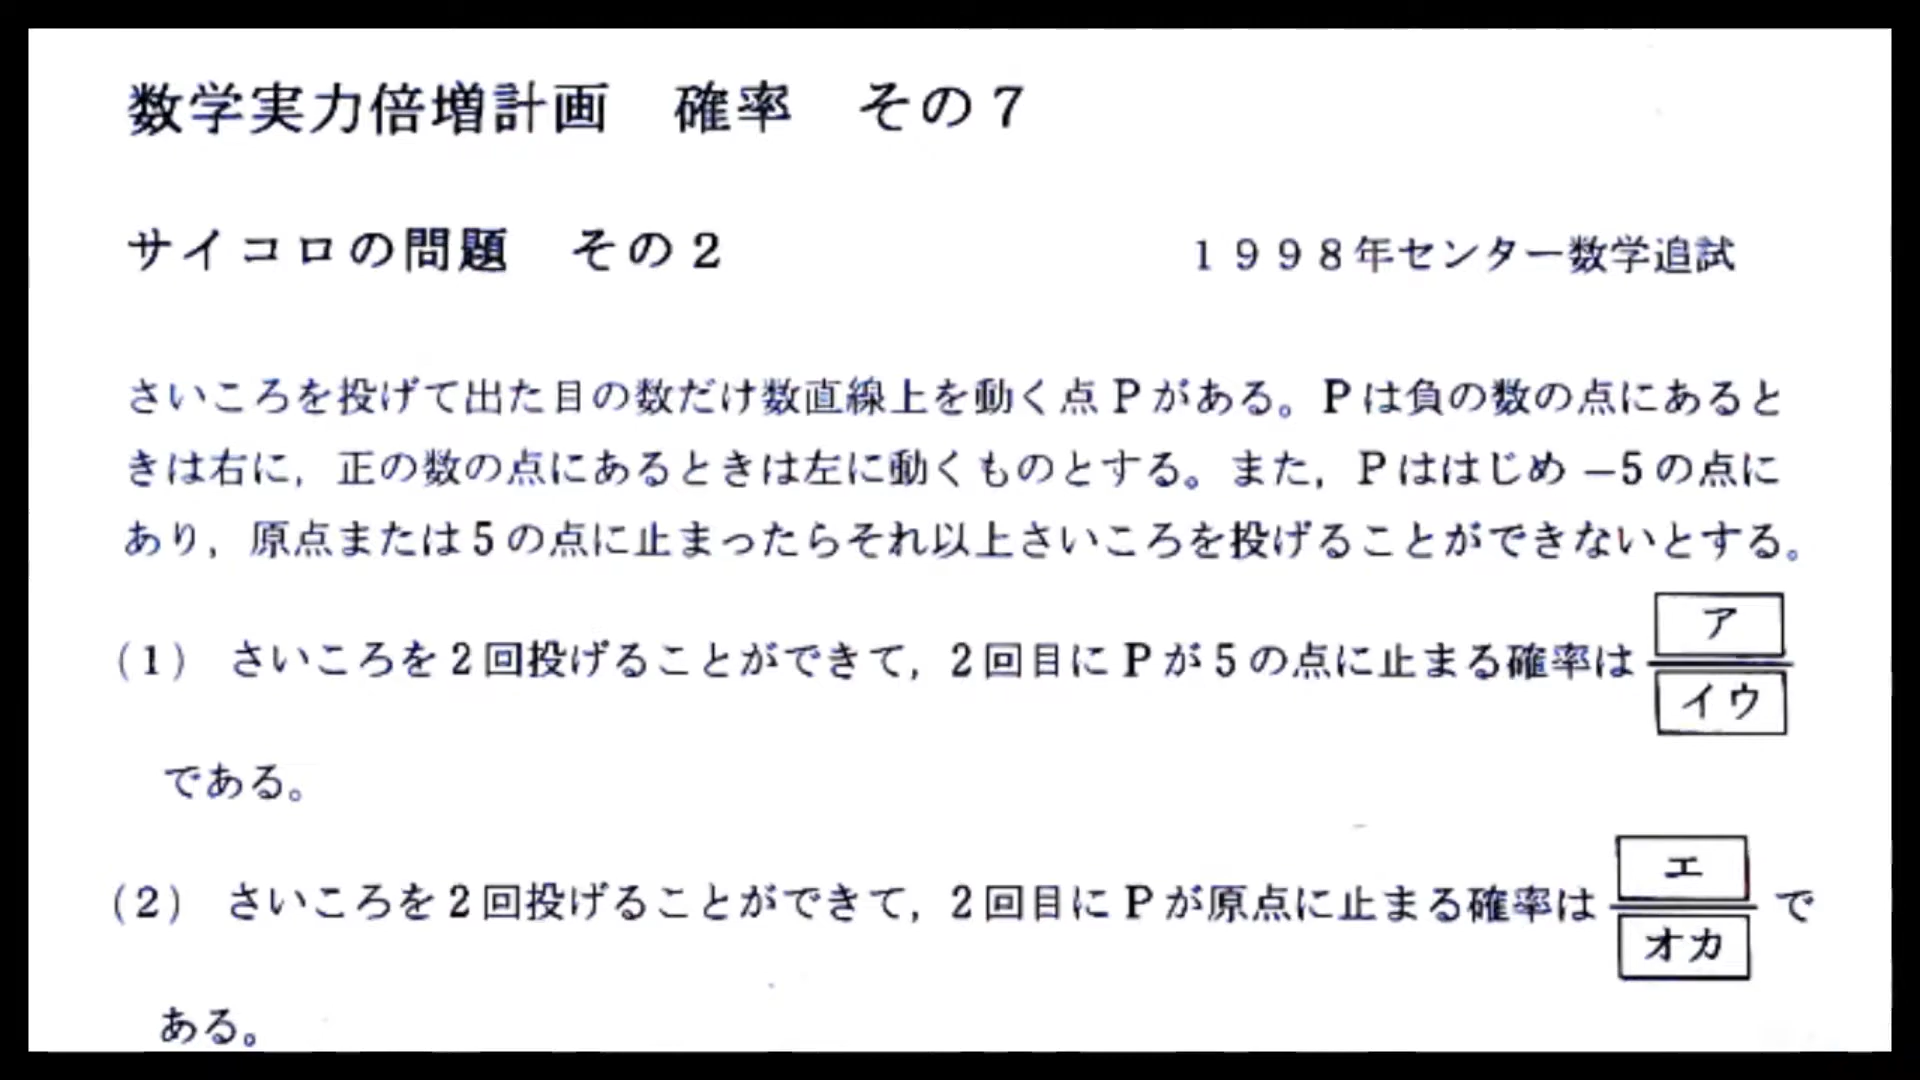 数学実力倍増計画　確率　その７
サイコロの問題　その２
１９９８年センター数学追試
さいころを投げて出た目の数だけ数直線上を動く点Pがある。Pは負の数の点にあると
きは右に，正の数の点にあるときは左に動くものとする。また，Pははじめ −5 の点に
あり，原点または 5 の点に止まったらそれ以上さいころを投げることができないとする。
(1)　さいころを 2 回投げることができて，2 回目に P が 5 の点に止まる確率は
ア
イウ
である。
(2)　さいころを 2 回投げることができて，2 回目に P が原点に止まる確率は
エ
オカ
で
ある。